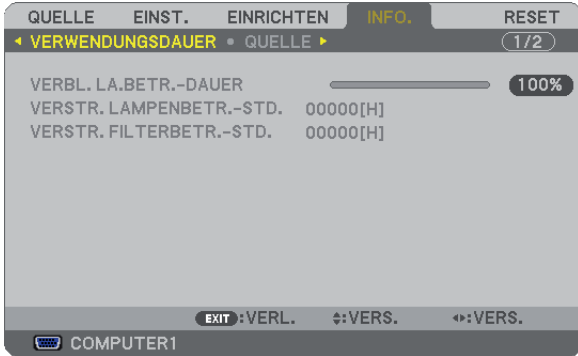 QUELLE EINST. EINRICHTEN INFO. RESET
VERWENDUNGSDAUER QUELLE 1/2
VERBL. LA.BETR.-DAUER 100%
VERSTR. LAMPENBETR.-STD. 00000[H]
VERSTR. FILTERBETR.-STD. 00000[H]
EXIT :VERL. :VERS. :VERS.
COMPUTER1